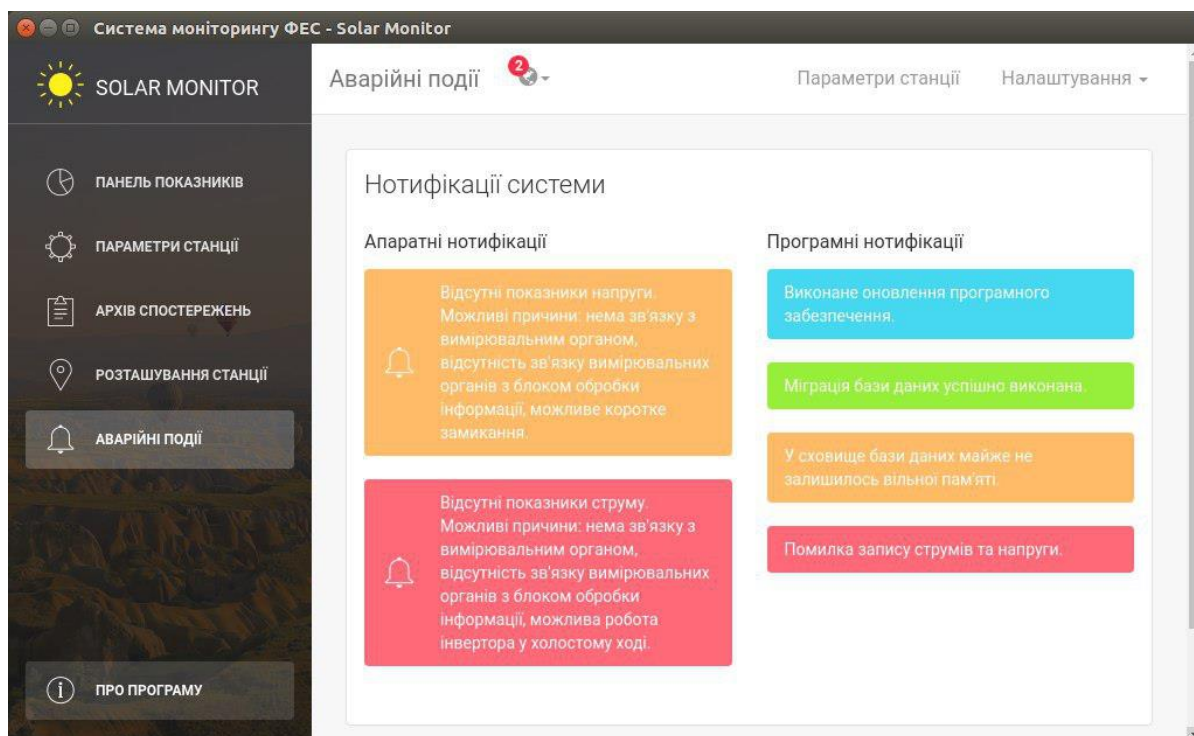 Система моніторингу ФЕС - Solar Monitor
SOLAR MONITOR
Аварійні події
2
Параметри станції
Налаштування
ПАНЕЛЬ ПОКАЗНИКІВ
ПАРАМЕТРИ СТАНЦІЇ
АРХІВ СПОСТЕРЕЖЕНЬ
РОЗТАШУВАННЯ СТАНЦІЇ
АВАРІЙНІ ПОДІЇ
ПРО ПРОГРАМУ
Нотифікації системи
Апаратні нотифікації
Відсутні показники напруги.
Можливі причини: нема зв'язку з
вимірювальним органом,
відсутність зв'язку вимірювальних
органів з блоком обробки
інформації, можливе коротке
замикання.
Відсутні показники струму.
Можливі причини: нема зв'язку з
вимірювальним органом,
відсутність зв'язку вимірювальних
органів з блоком обробки
інформації, можлива робота
інвертора у холостому ході.
Програмні нотифікації
Виконане оновлення програмного
забезпечення.
Міграція бази даних успішно виконана.
У сховище бази даних майже не
залишилось вільної пам'яті.
Помилка запису струмів та напруги.